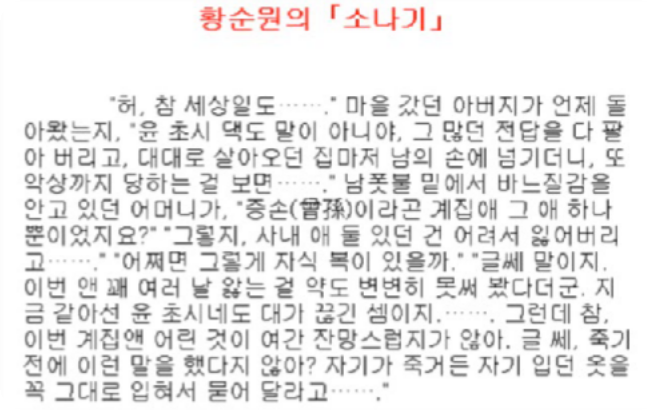 황순원의 「소나기」
"허, 참 세상일도……." 마을 갔던 아버지가 언제 돌
아왔는지, "윤 초시 댁도 말이 아니야, 그 많던 전답을 다 팔
아 버리고, 대대로 살아오던 집마저 남의 손에 넘기더니, 또
악상까지 당하는 걸 보면……." 남폿불 밑에서 바느질감을
안고 있던 어머니가, "증손(曾孫)이라곤 계집애 그 애 하나
뿐이었지요?" "그렇지, 사내 애 둘 있던 건 어려서 잃어버리
고……." "어쩌면 그렇게 자식 복이 있을까." "글쎄 말이지.
이번 앤 꽤 여러 날 앓는 걸 약도 변변히 못써 봤다더군. 지
금 같아선 윤 초시네도 대가 끊긴 셈이지.……. 그런데 참,
이번 계집앤 어린 것이 여간 잔망스럽지가 않아. 글 쎄, 죽기
전에 이런 말을 했다지 않아? 자기가 죽거든 자기 입던 옷을
꼭 그대로 입혀서 묻어 달라고……."